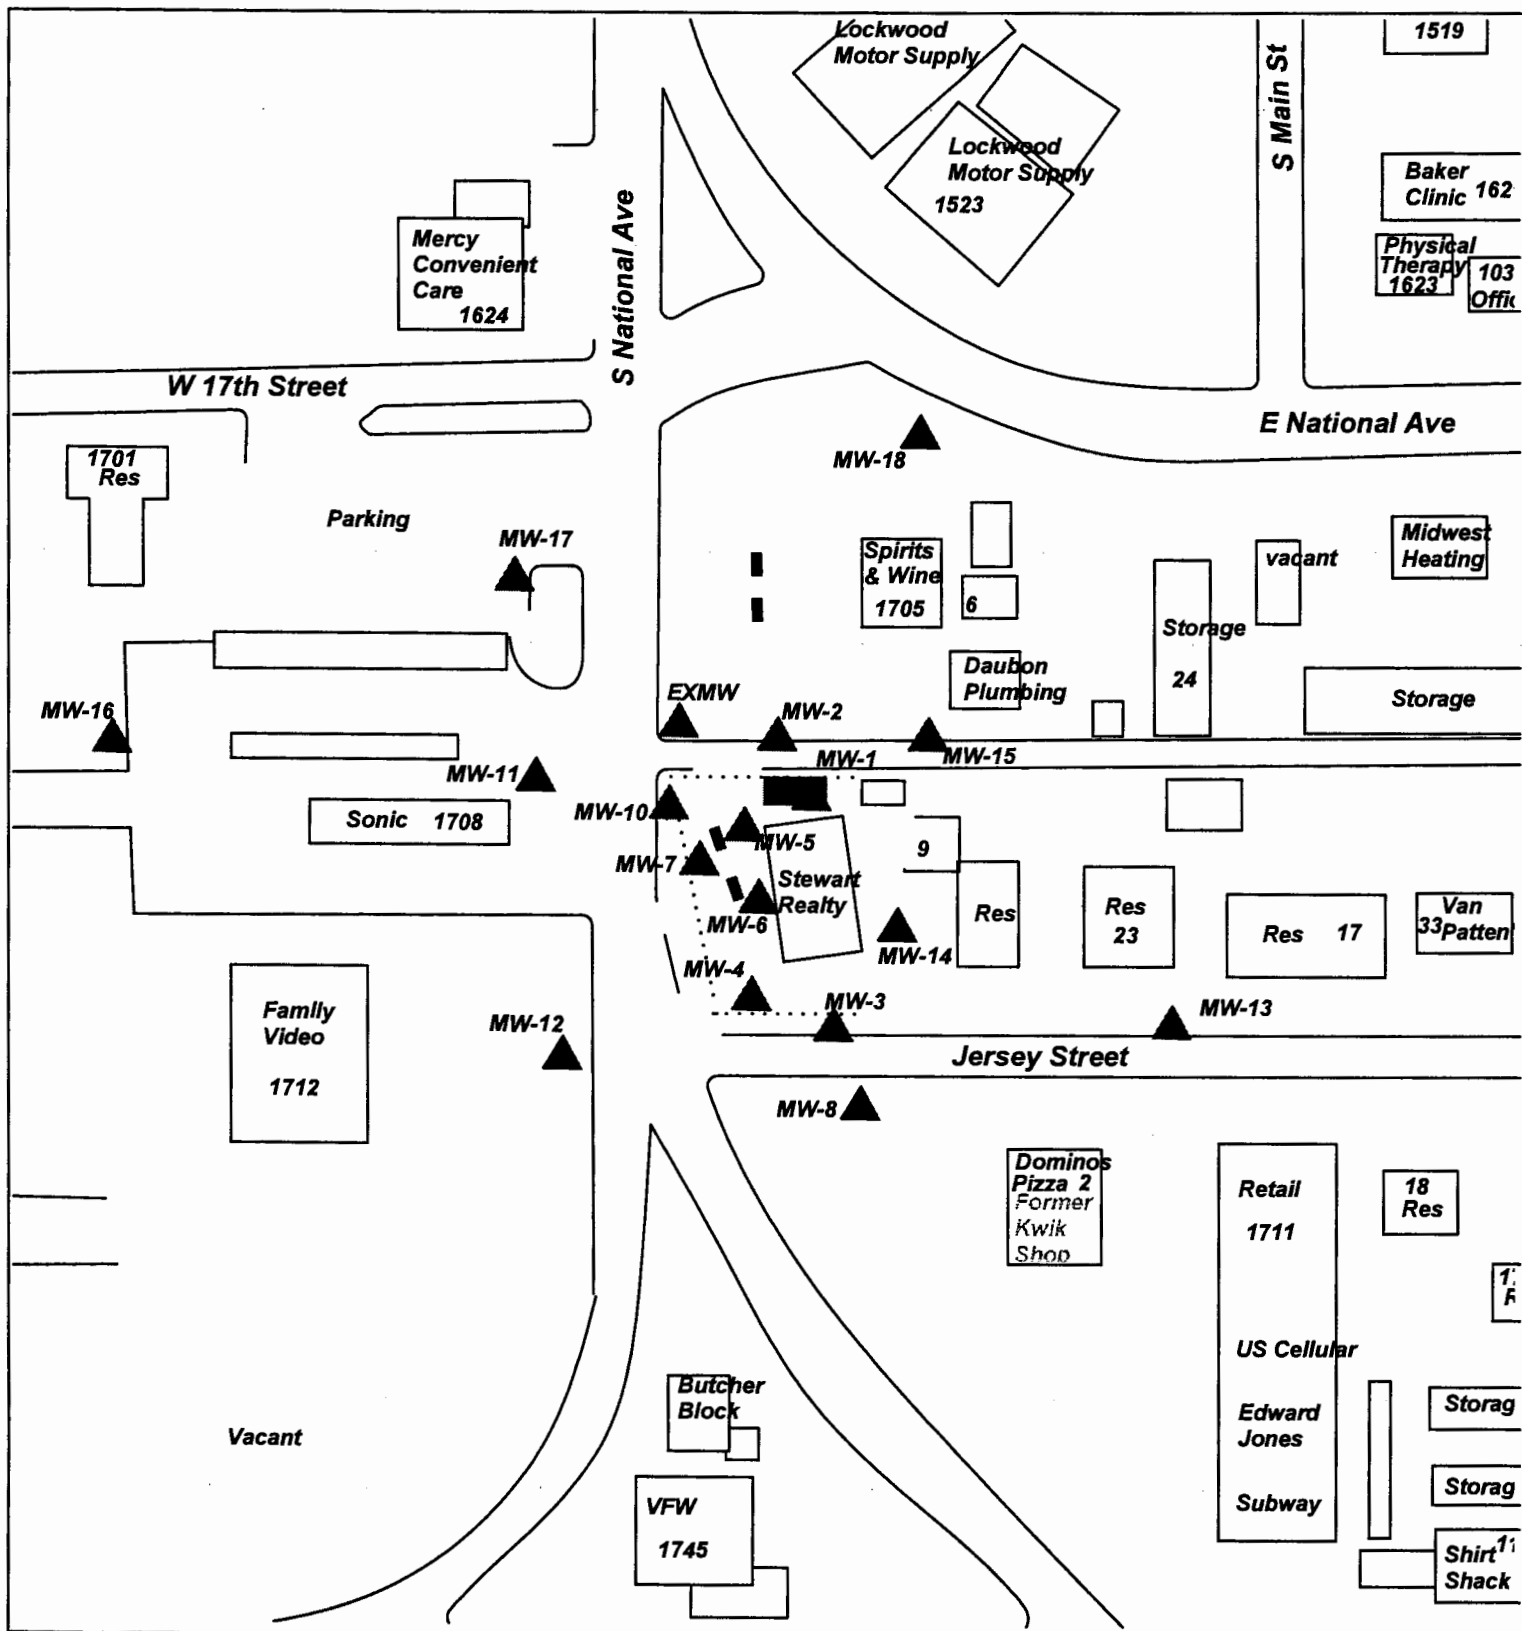 Lockwood
Motor Supply
1519
S Main St
Lockwood
Motor Supply
1523
Baker
Clinic 162
Physical
Therapy
1623
103
Mercy
Convenient
Care
1624
S National Ave
W 17th Street
E National Ave
1701
Res
MW-18
Parking
MW-17
Spirits
& Wine
1705
6
vacant
Midwest
Heating
Storage
24
Daubon
Plumbing
Storage
MW-16
EXMW
MW-2
MW-15
MW-1
MW-11
MW-10
Sonic 1708
MW-5
MW-7
9
Stewart
Realty
MW-6
Res
Res
23
Res 17
Van
33 Patten
MW-14
MW-4
MW-3
MW-13
Family
Video
1712
MW-12
Jersey Street
MW-8
Dominos
Pizza 2
Former
Kwik
Shop
Retail
1711
18
Res
US Cellular
Butcher
Block
Edward
Jones
Storag
Vacant
Subway
Storag
VFW
1745
Shirt
Shack